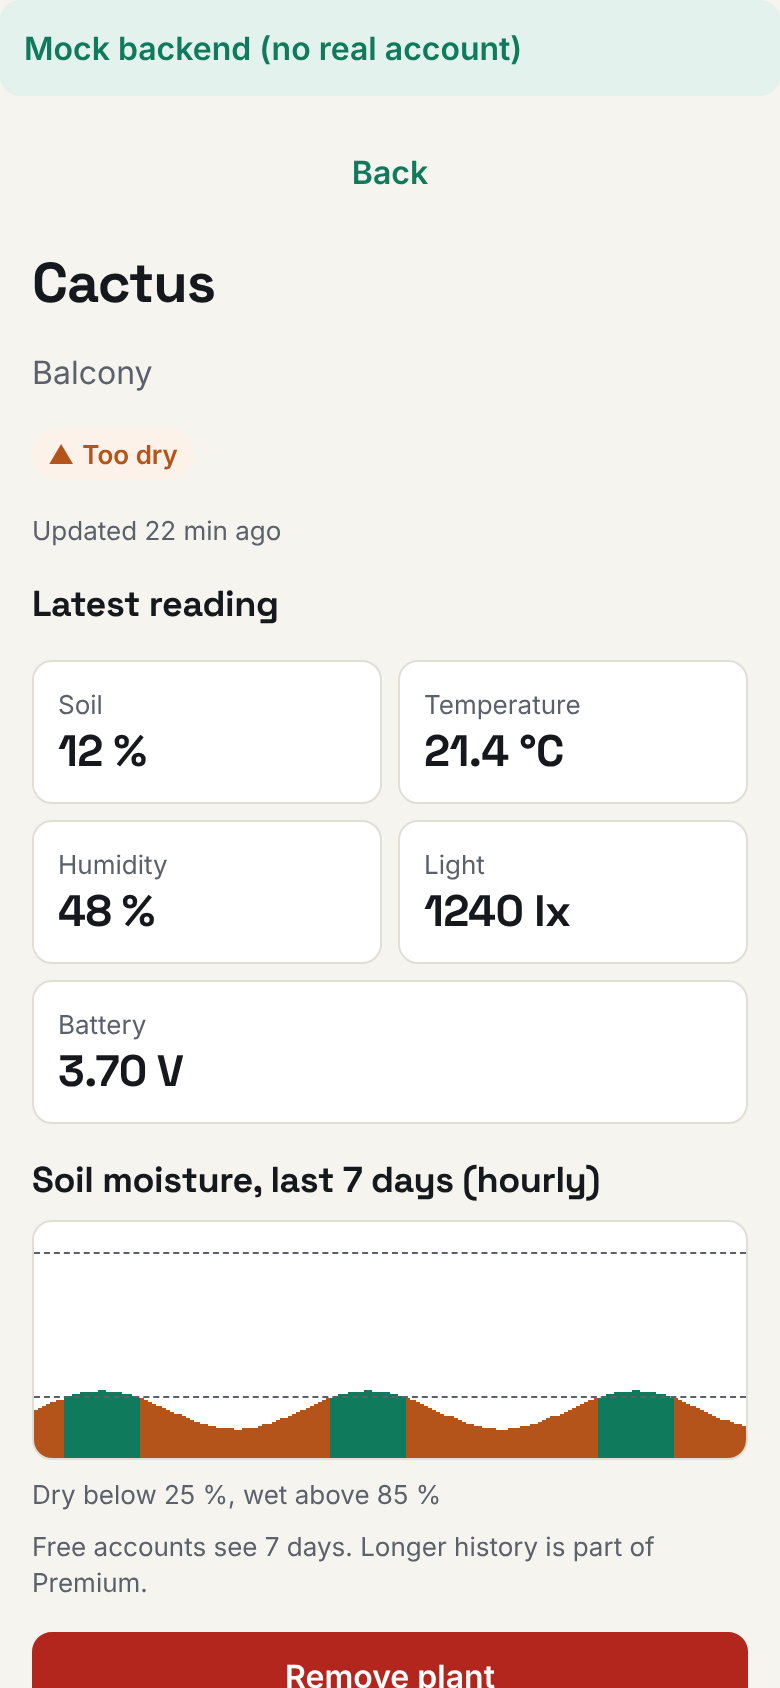 Mock backend (no real account)
Back
Cactus
Balcony
Too dry
Updated 22 min ago
Latest reading
Soil
12 %
Temperature
21.4 °C
Humidity
48 %
Light
1240 lx
Battery
3.70 V
Soil moisture, last 7 days (hourly)
Dry below 25 %, wet above 85 %
Free accounts see 7 days. Longer history is part of
Premium.
Remove plant